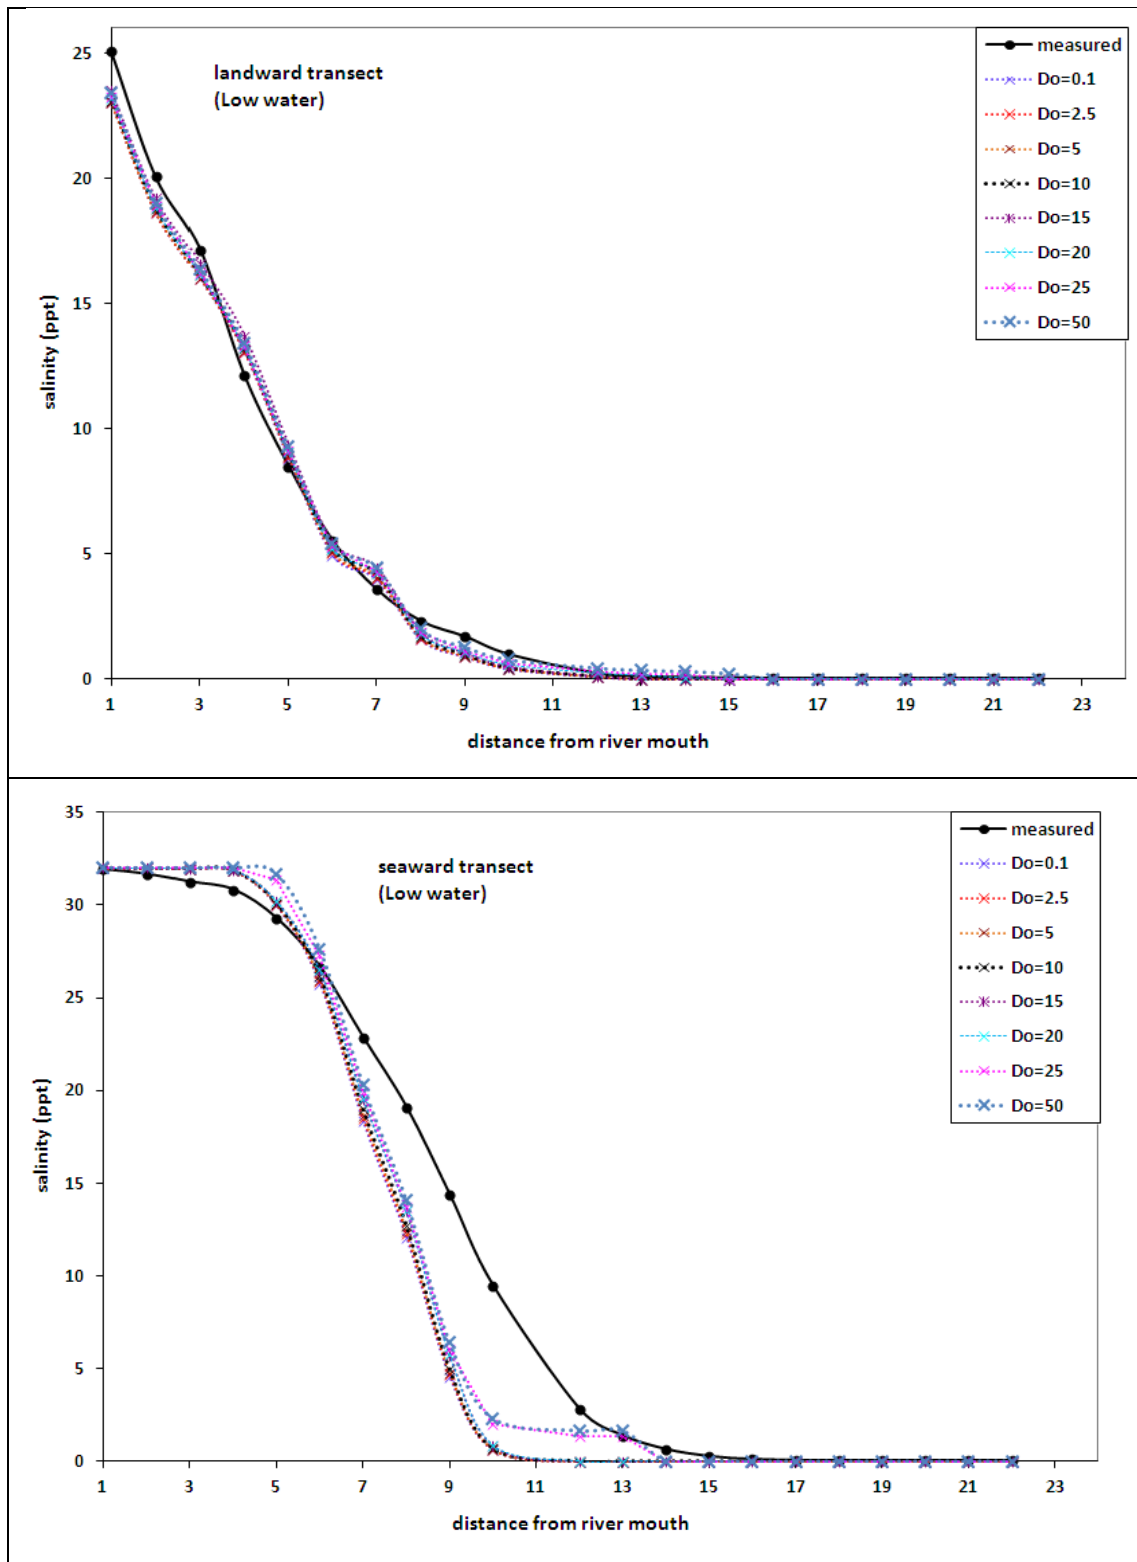 landward transect
(Low water)
measured
Do=0.1
Do=2.5
Do=5
Do=10
Do=15
Do=20
Do=25
Do=50
25
20
15
10
5
0
salinity (ppt)
1 3 5 7 9 11 13 15 17 19 21 23
distance from river mouth
seaward transect
(Low water)
measured
Do=0.1
Do=2.5
Do=5
Do=10
Do=15
Do=20
Do=25
Do=50
35
30
25
20
15
10
5
0
salinity (ppt)
1 3 5 7 9 11 13 15 17 19 21 23
distance from river mouth